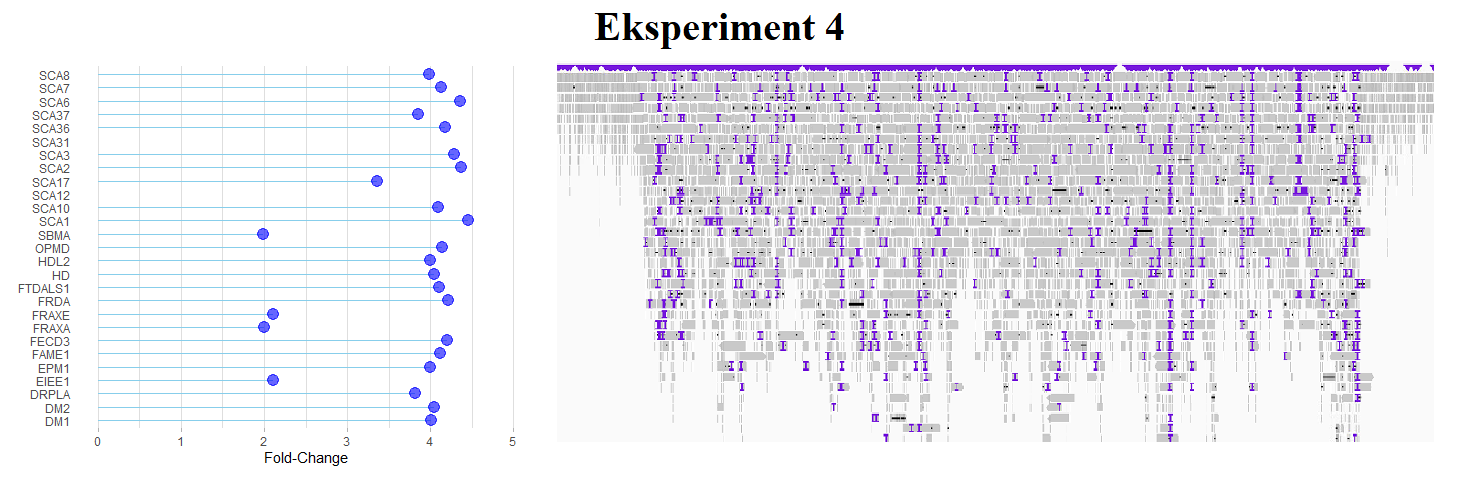 Eksperiment 4
SCA8
SCA7
SCA6
SCA37
SCA36
SCA31
SCA3
SCA2
SCA17
SCA12
SCA10
SCA1
SBMA
OPMD
HDL2
HD
FTDALS1
FRDA
FRAXE
FRAXA
FECD3
FAME1
EPM1
EIEE1
DRPLA
DM2
DM1
0 1 2 3 4 5
Fold-Change